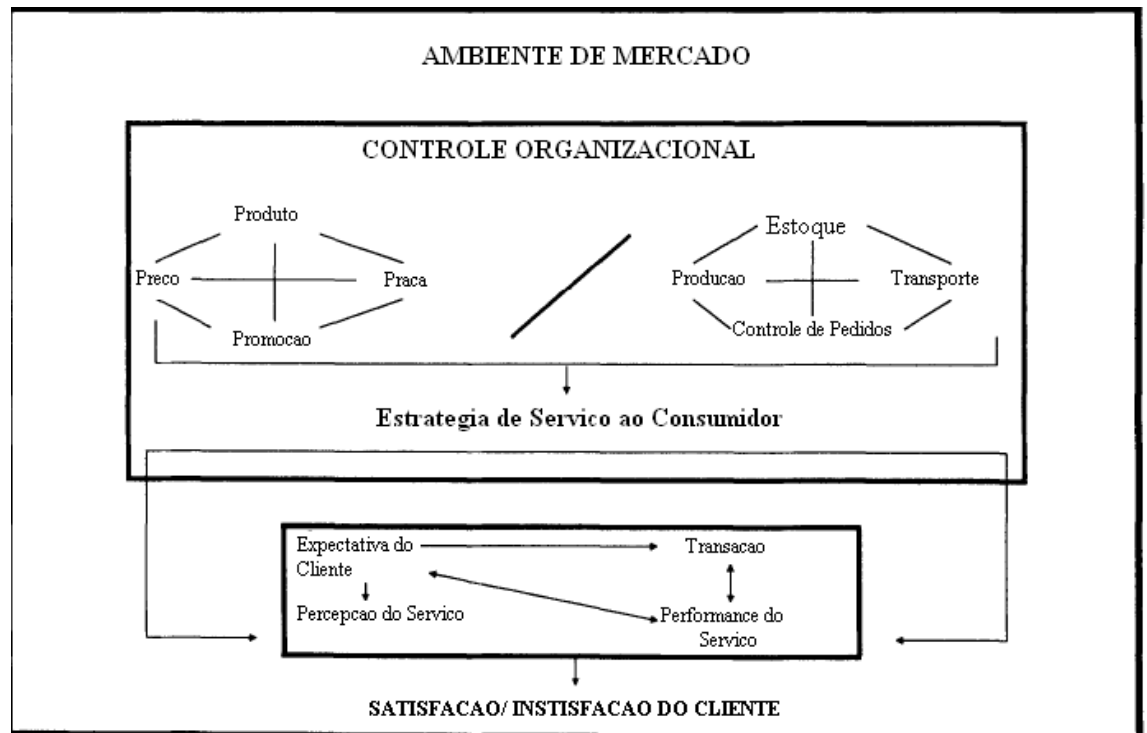 AMBIENTE DE MERCADO
CONTROLE ORGANIZACIONAL
Produto
Preco
Praca
Promocao
Estoque
Producao
Transporte
Controle de Pedidos
Estrategia de Servico ao Consumidor
Expectativa do
Cliente
Transacao
Percepcao do Servico
Performance do
Servico
SATISFACAO/ INSTISFACAO DO CLIENTE